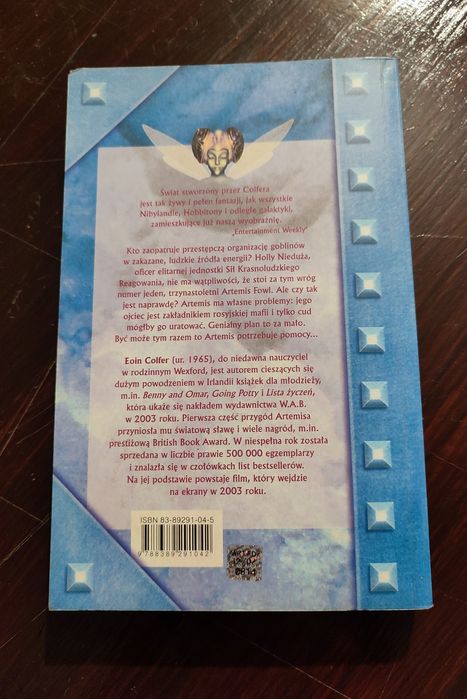 Świat stworzony przez Colfera
jest tak żywy i pełen fantazji, jak wszystkie
Nibylandie, Hobbitony i odległe galaktyki,
zamieszkujące już naszą wyobraźnię.
„Entertainment Weekly”
Kto zaopatruje przestępczą organizację goblinów
w zakazane, ludzkie źródła energii? Holly Nieduża,
oficer elitarnej jednostki Sił Krasnoludzkiego
Reagowania, nie ma wątpliwości, że stoi za tym wróg
numer jeden, trzynastoletni Artemis Fowl. Ale czy tak
jest naprawdę? Artemis ma własne problemy: jego
ojciec jest zakładnikiem rosyjskiej mafii i tylko cud
mógłby go uratować. Genialny plan to za mało.
Być może tym razem to Artemis potrzebuje pomocy...
Eoin Colfer (ur. 1965), do niedawna nauczyciel
w rodzinnym Wexford, jest autorem cieszących się
dużym powodzeniem w Irlandii książek dla młodzieży,
m.in. Benny and Omar, Going Potty i Lista życzeń,
która ukaże się nakładem wydawnictwa W.A.B.
w 2003 roku. Pierwsza część przygód Artemisa
przyniosła mu światową sławę i wiele nagród, m.in.
prestiżową British Book Award. W niespełna rok została
sprzedana w liczbie prawie 500 000 egzemplarzy
i znalazła się w czołówkach list bestsellerów.
Na jej podstawie powstaje film, który wejdzie
na ekrany w 2003 roku.
ISBN 83-89291-04-5
9 788389 291042